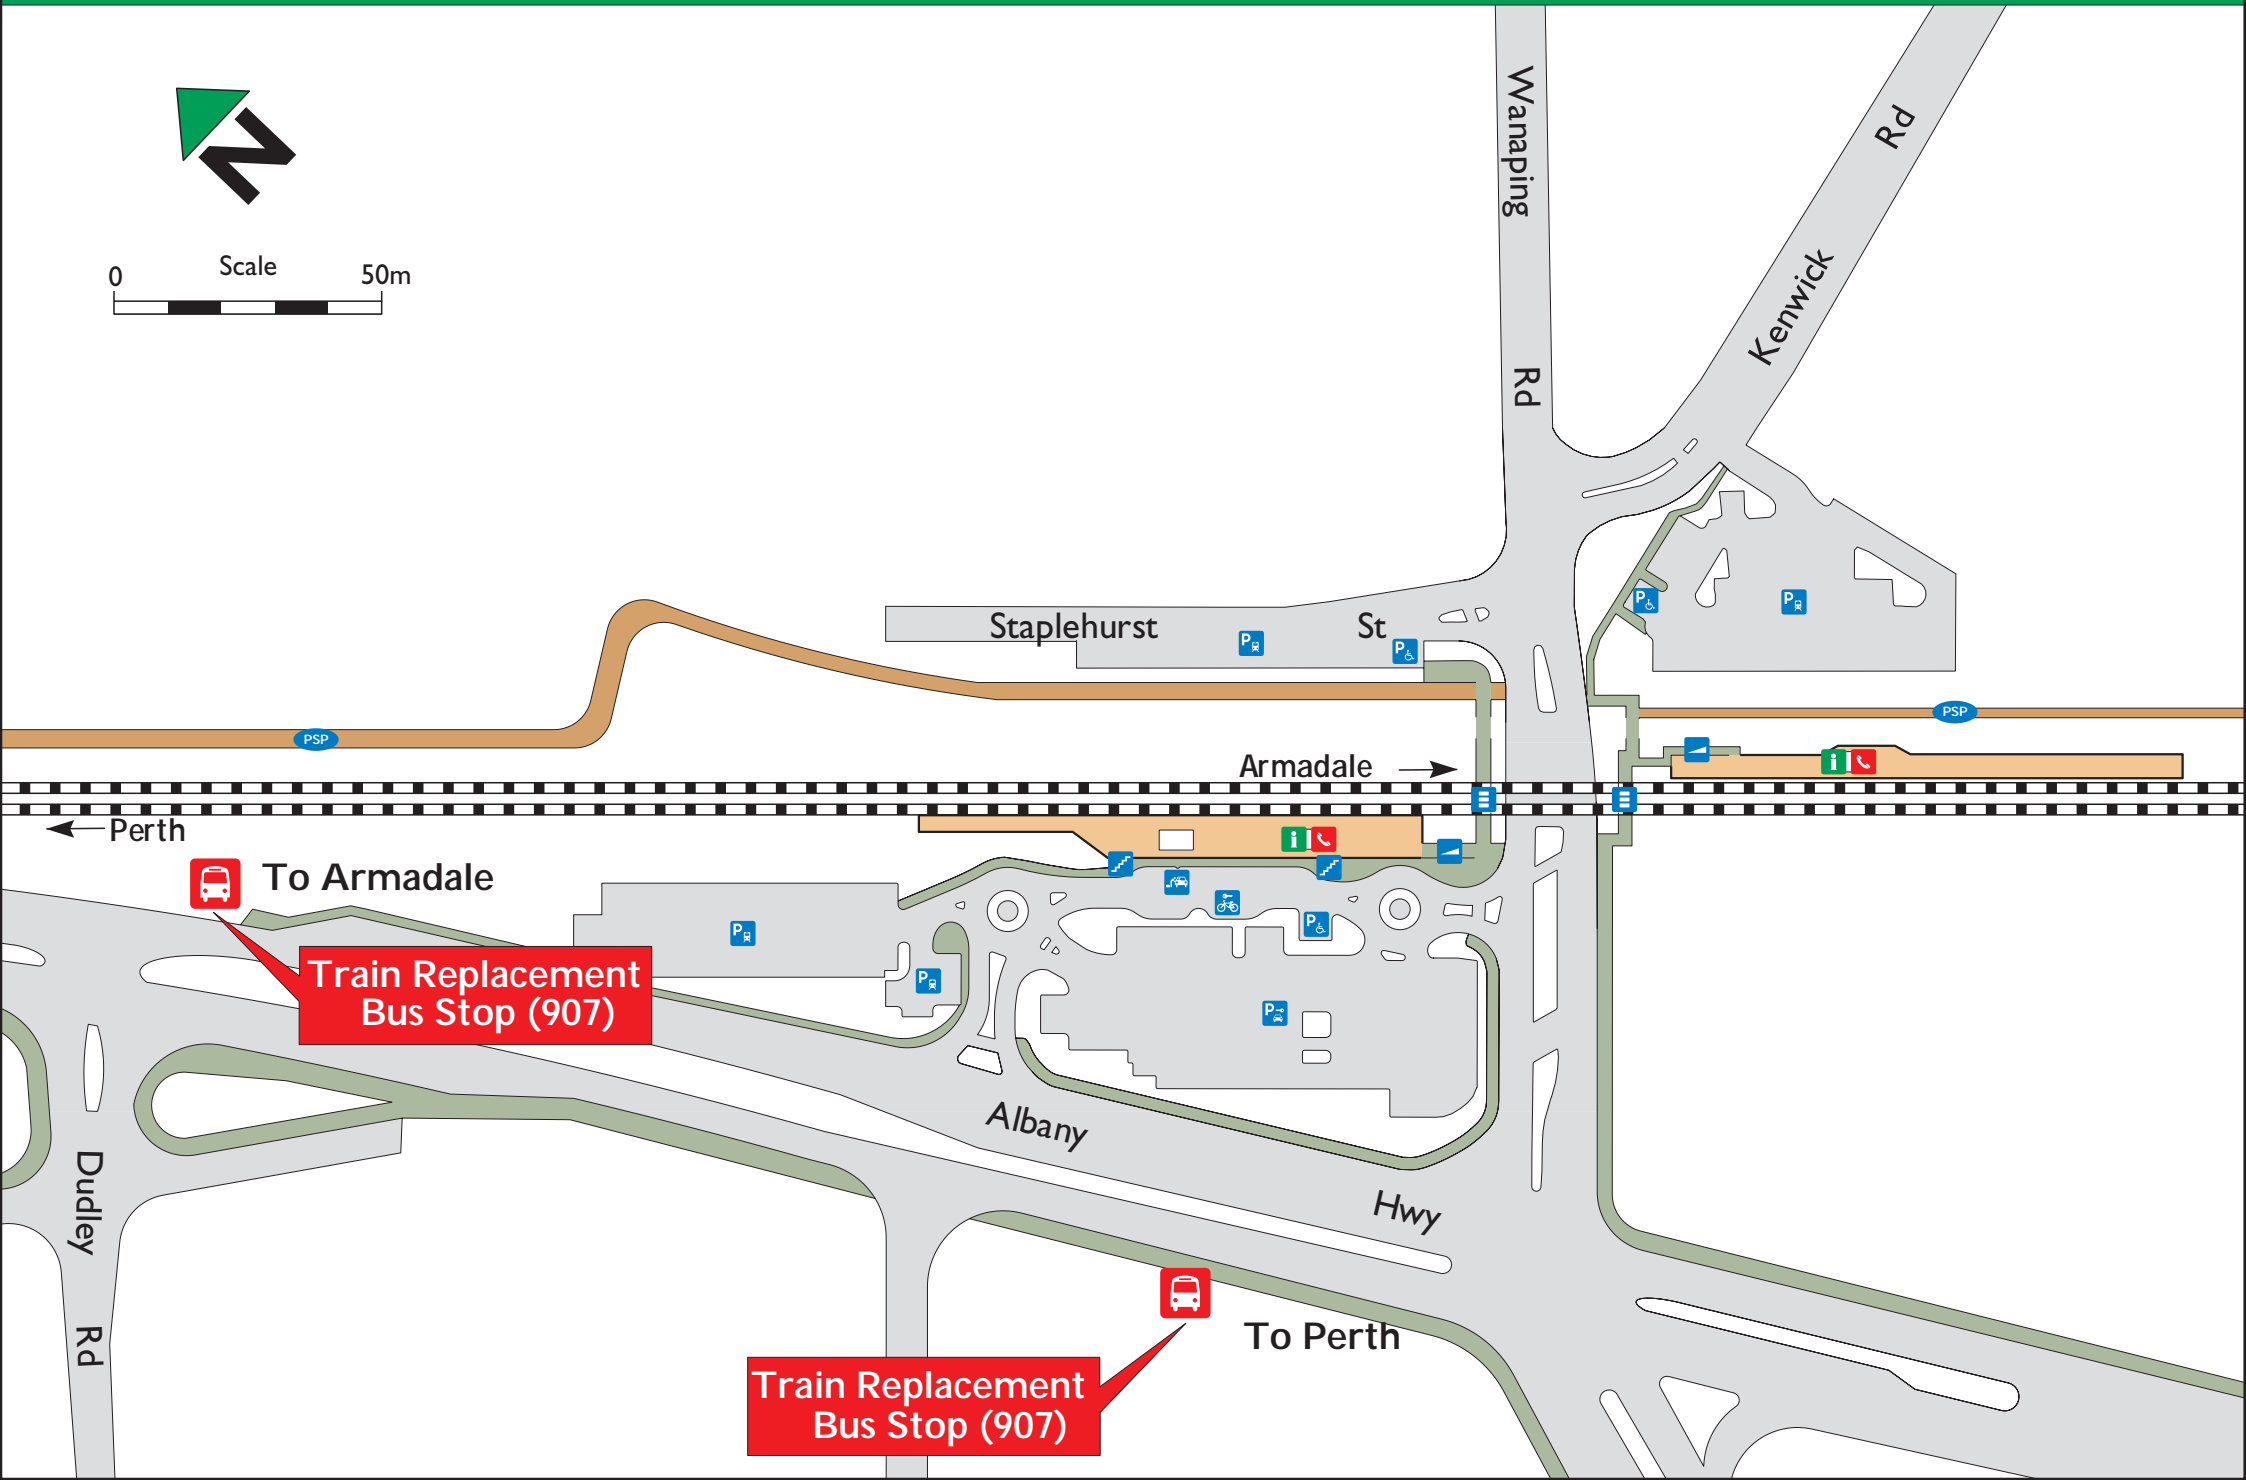 Wanaping
Rd
Kenwick
Rd
N
Scale
0
50m
Staplehurst
St
P
P
P
P
PSP
PSP
Armadale
i
Perth
i
To Armadale
P
P
P
P
Train Replacement
Bus Stop (907)
Albany
Hwy
Dudley
Rd
To Perth
Train Replacement
Bus Stop (907)